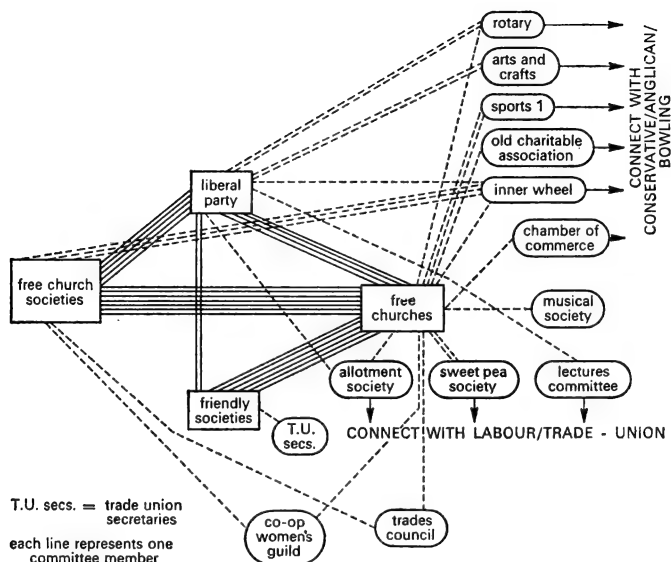 rotary
arts and
crafts
sports 1
old charitable
association
inner wheel
chamber of
commerce
musical
society
CONNECT WITH
CONSERVATIVE/ANGLICAN/
BOWLING
liberal
party
free church
societies
free
churches
friendly
societies
T.U.
secs.
allotment
society
sweet pea
society
lectures
committee
CONNECT WITH LABOUR/TRADE - UNION
co-op
women's
guild
trades
council
T.U. secs. = trade union
secretaries
each line represents one
committee member